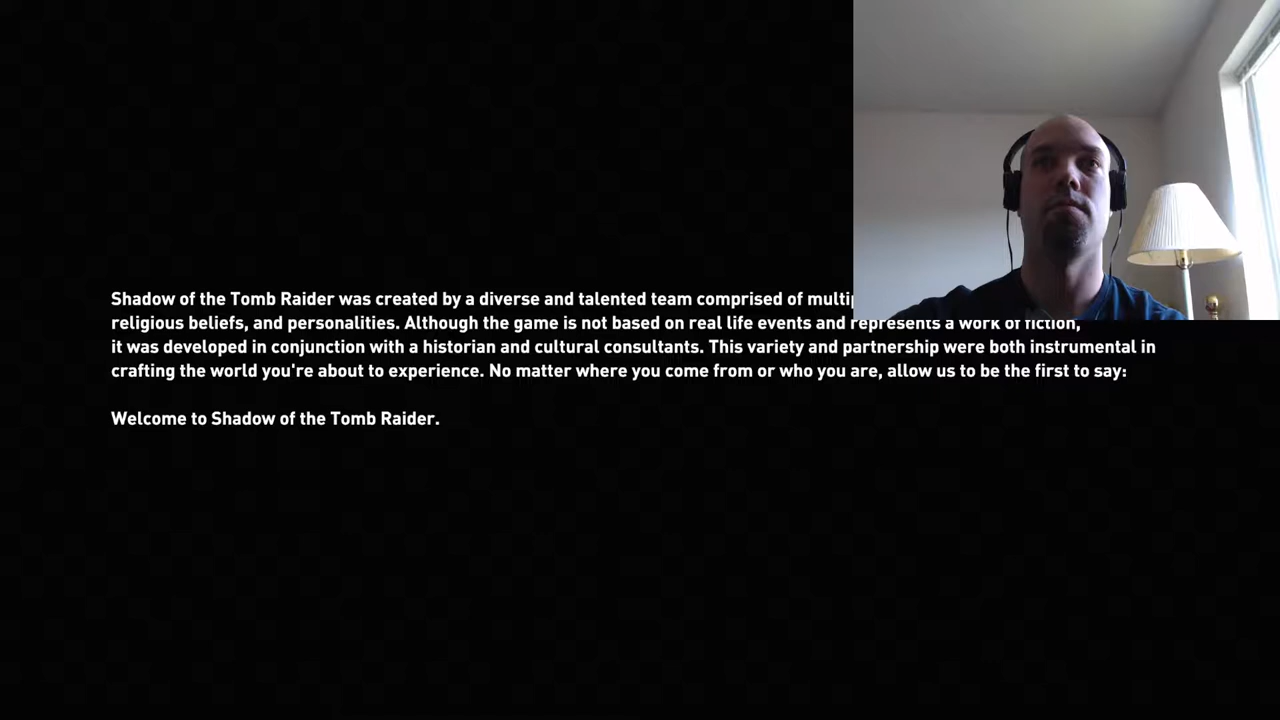 Shadow of the Tomb Raider was created by a diverse and talented team comprised of
religious beliefs, and personalities. Although the game is not based on real life events and represents a work of fiction,
it was developed in conjunction with a historian and cultural consultants. This variety and partnership were both instrumental in
crafting the world you're about to experience. No matter where you come from or who you are, allow us to be the first to say:
Welcome to Shadow of the Tomb Raider.